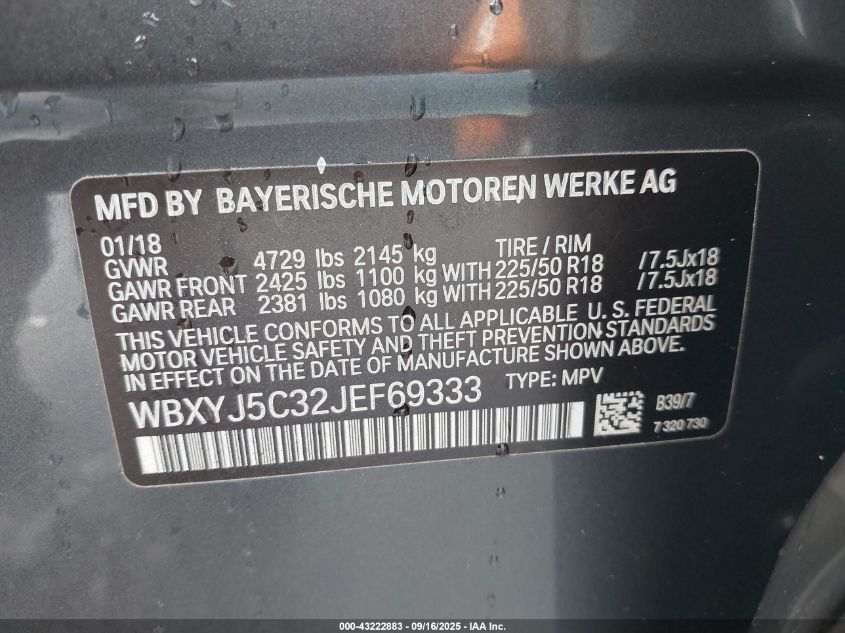 MFD BY BAYERISCHE MOTOREN WERKE AG
01/18 TIRE / RIM
GVWR 4729 lbs 2145 kg
GAWR FRONT 2425 lbs 1100 kg WITH 225/50 R18 /7.5Jx18
GAWR REAR 2381 lbs 1080 kg WITH 225/50 R18 /7.5Jx18
THIS VEHICLE CONFORMS TO ALL APPLICABLE U. S. FEDERAL
MOTOR VEHICLE SAFETY AND THEFT PREVENTION STANDARDS
IN EFFECT ON THE DATE OF MANUFACTURE SHOWN ABOVE.
WBXYJ5C32JEF69333 TYPE: MPV
B39/7
7 320 730
000-43222883 - 09/16/2025 - IAA Inc.